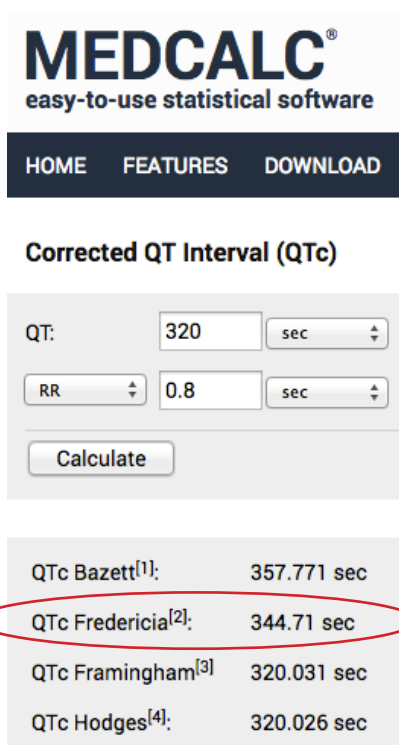 MEDCALC®
easy-to-use statistical software
HOME FEATURES DOWNLOAD
Corrected QT Interval (QTc)
QT: 320 sec
RR 0.8 sec
Calculate
QTc Bazett[1]: 357.771 sec
QTc Fredericia[2]: 344.71 sec
QTc Framingham[3] 320.031 sec
QTc Hodges[4]: 320.026 sec